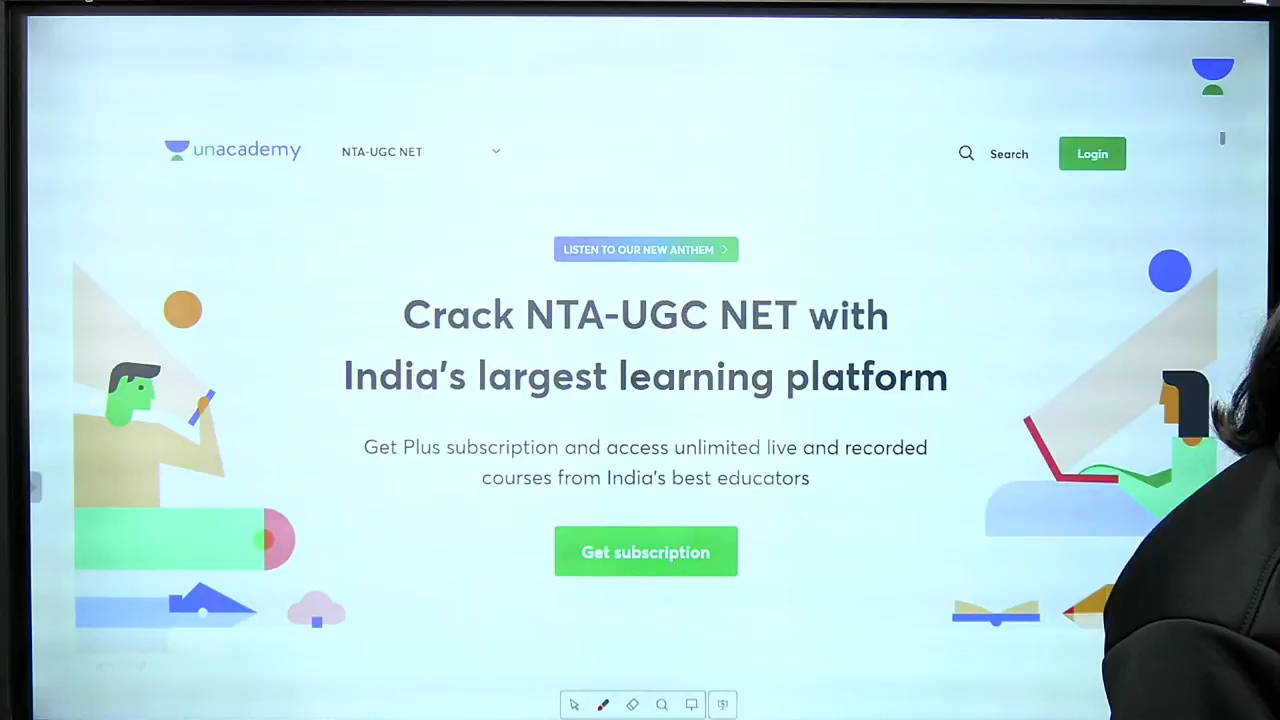 unacademy
NTA-UGC NET
Search
Login
LISTEN TO OUR NEW ANTHEM
Crack NTA-UGC NET with
India's largest learning platform
Get Plus subscription and access unlimited live and recorded
courses from India's best educators
Get subscription